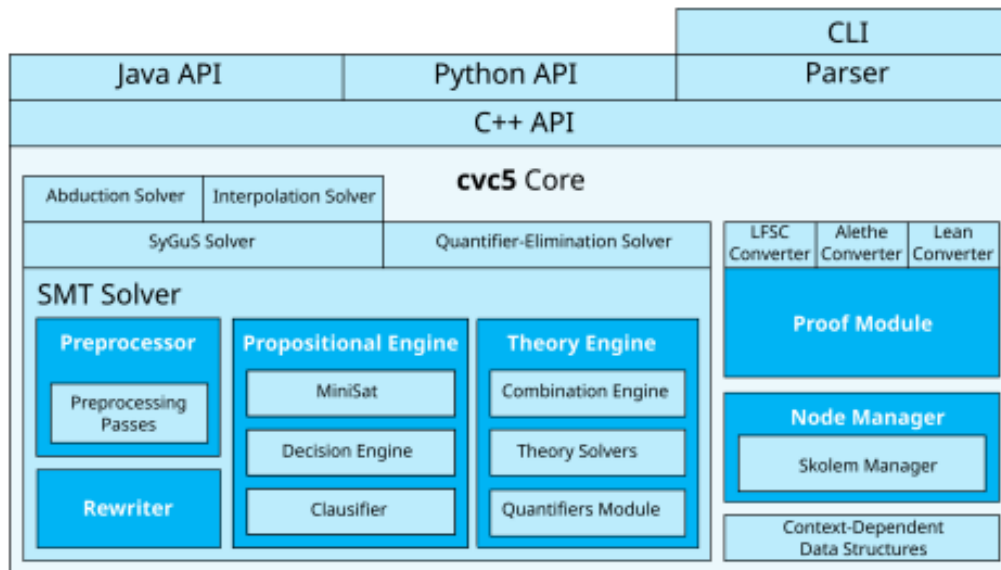 CLI
Java API
Python API
Parser
C++ API
cvc5 Core
Abduction Solver
Interpolation Solver
SyGuS Solver
Quantifier-Elimination Solver
LFSC
Converter
Alethe
Converter
Lean
Converter
SMT Solver
Preprocessor
Preprocessing
Passes
Rewriter
Propositional Engine
MiniSat
Decision Engine
Clausifier
Theory Engine
Combination Engine
Theory Solvers
Quantifiers Module
Proof Module
Node Manager
Skolem Manager
Context-Dependent
Data Structures